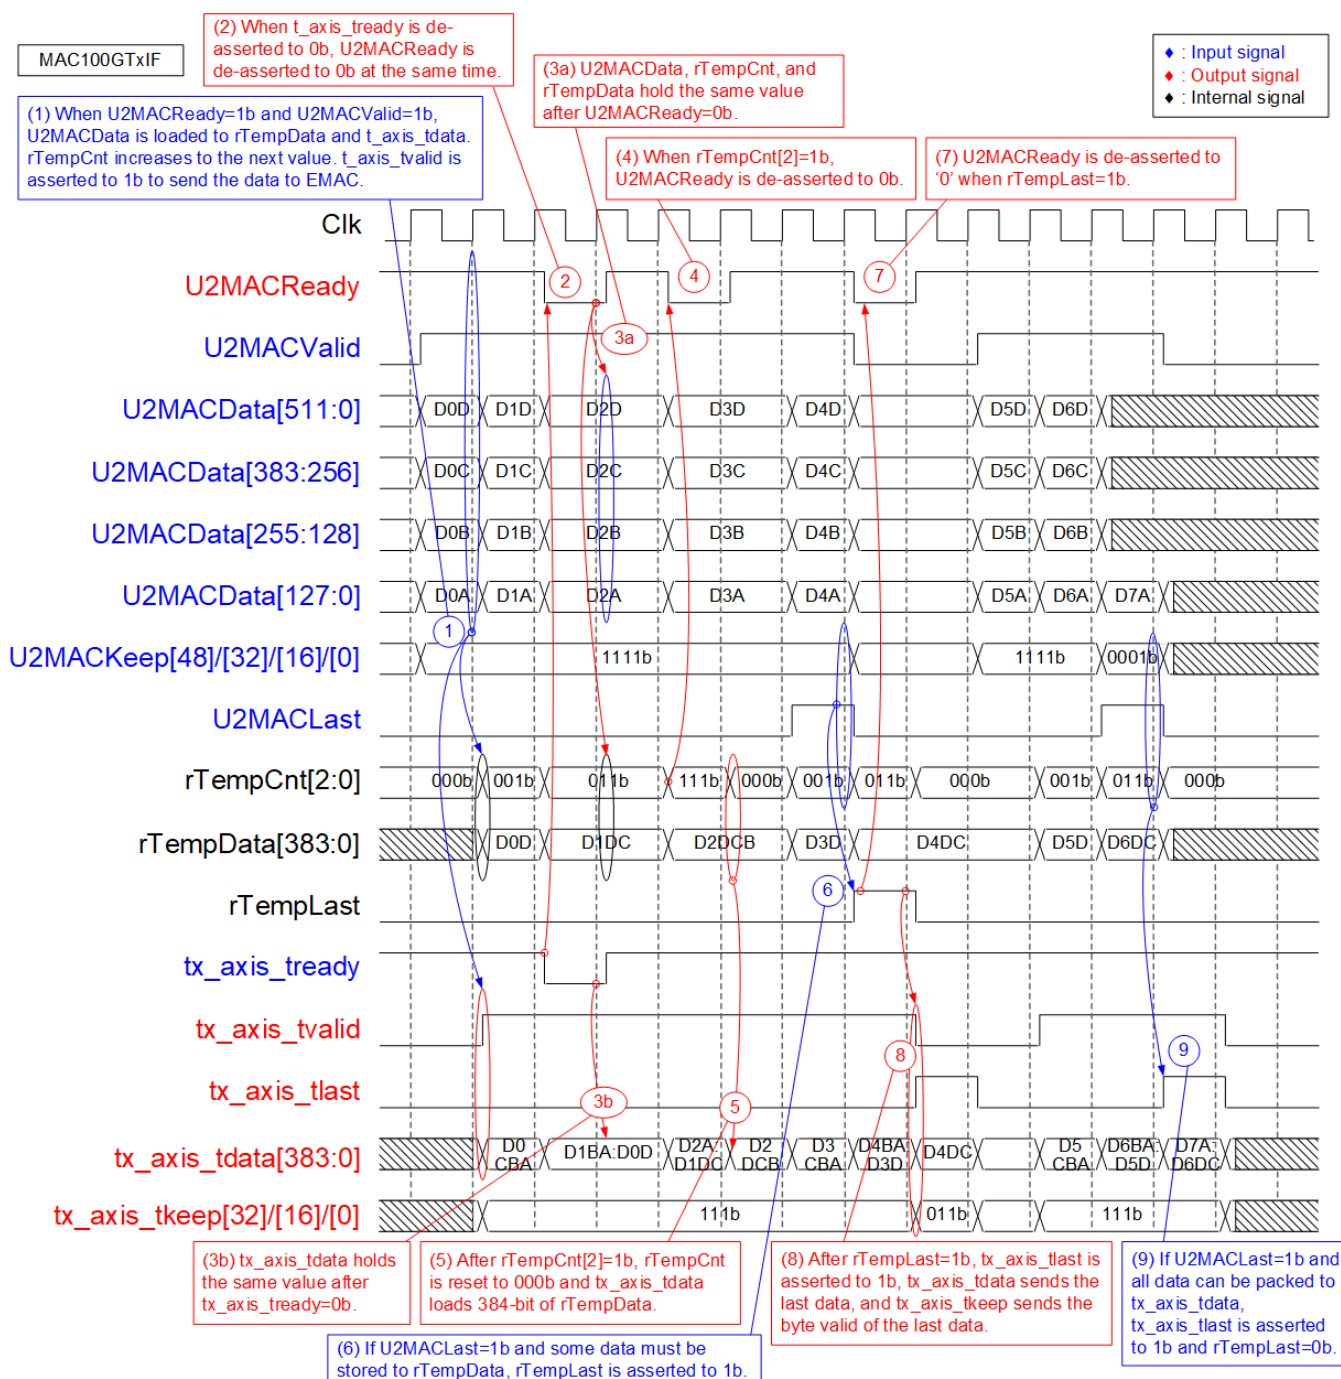 MAC100GTxIF
(2) When t_axis_tready is de-
asserted to 0b, U2MACReady is
de-asserted to 0b at the same time.
(3a) U2MACData, rTempCnt, and
rTempData hold the same value
after U2MACReady=0b.
♦ : Input signal
♦ : Output signal
♦ : Internal signal
(1) When U2MACReady=1b and U2MACValid=1b,
U2MACData is loaded to rTempData and t_axis_tdata.
rTempCnt increases to the next value. t_axis_tvalid is
asserted to 1b to send the data to EMAC.
(4) When rTempCnt[2]=1b,
U2MACReady is de-asserted to 0b.
(7) U2MACReady is de-asserted to
‘0’ when rTempLast=1b.
Clk
U2MACReady 2 4 7
U2MACValid 3a
U2MACData[511:0] D0D D1D D2D D3D D4D D5D D6D
U2MACData[383:256] D0C D1C D2C D3C D4C D5C D6C
U2MACData[255:128] D0B D1B D2B D3B D4B D5B D6B
U2MACData[127:0] D0A D1A D2A D3A D4A D5A D6A D7A
1
U2MACKeep[48]/[32]/[16]/[0] 1111b 1111b 0001b
U2MACLast
rTempCnt[2:0] 000b 001b 011b 111b 000b 001b 011b 000b 001b 011b 000b
rTempData[383:0] D0D D1DC D2DCB D3D D4DC D5D D6DC
rTempLast 6
tx_axis_tready
tx_axis_tvalid 8 9
tx_axis_tlast 3b 5
tx_axis_tdata[383:0] D0 CBA D1BA:D0D D2A: D1DC D2 DCB D3 CBA D4BA: D3D D4DC D5 CBA D6BA: D5D D7A: D6DC
tx_axis_tkeep[32]/[16]/[0] 111b 011b 111b
(3b) tx_axis_tdata holds
the same value after
tx_axis_tready=0b.
(5) After rTempCnt[2]=1b, rTempCnt
is reset to 000b and tx_axis_tdata
loads 384-bit of rTempData.
(8) After rTempLast=1b, tx_axis_tlast is
asserted to 1b, tx_axis_tdata sends the
last data, and tx_axis_tkeep sends the
byte valid of the last data.
(9) If U2MACLast=1b and
all data can be packed to
tx_axis_tdata,
tx_axis_tlast is asserted
to 1b and rTempLast=0b.
(6) If U2MACLast=1b and some data must be
stored to rTempData, rTempLast is asserted to 1b.